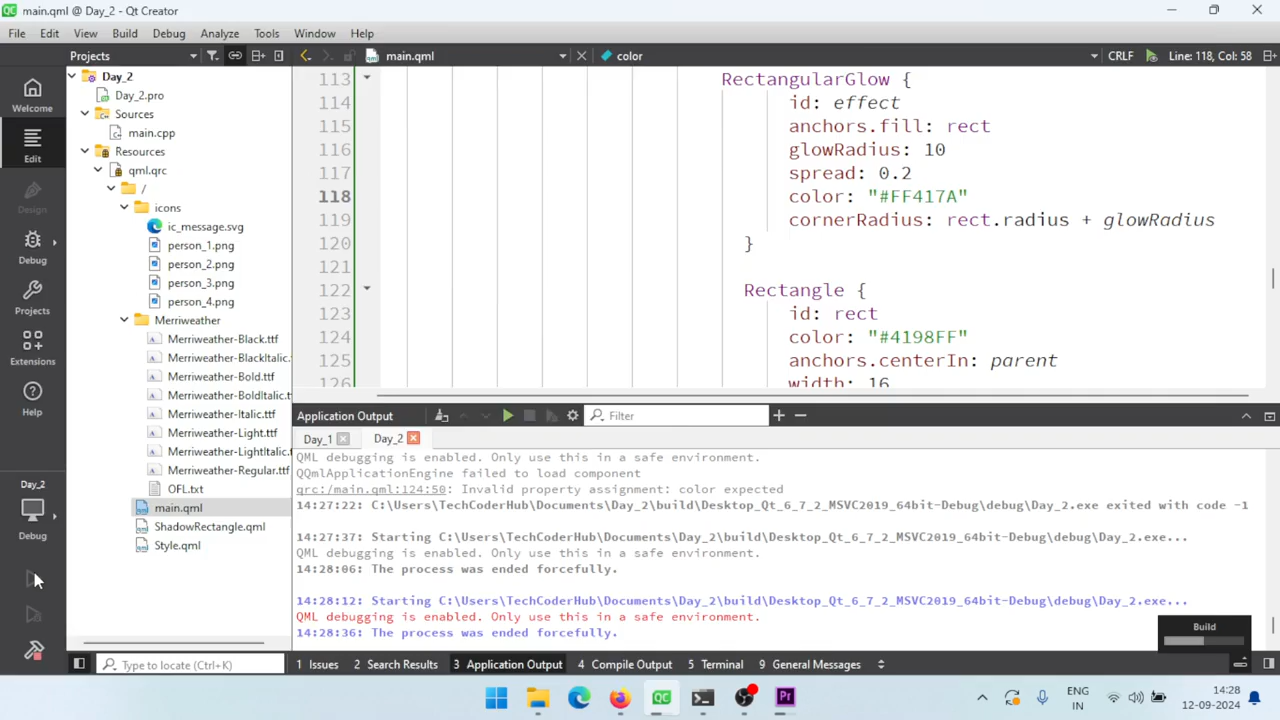 main.qml @ Day_2 - Qt Creator
File Edit View Build Debug Analyze Tools Window Help
Projects main.qml color CRLF Line: 118, Col: 58
Welcome
Edit
Design
Debug
Projects
Extensions
Help
Day_2
Debug
Day_2
Day_2.pro
Sources
main.cpp
Resources
qml.qrc
/
icons
ic_message.svg
person_1.png
person_2.png
person_3.png
person_4.png
Merriweather
Merriweather-Black.ttf
Merriweather-BlackItalic.
Merriweather-Bold.ttf
Merriweather-BoldItalic.t
Merriweather-Italic.ttf
Merriweather-Light.ttf
Merriweather-LightItalic.
Merriweather-Regular.ttf
OFL.txt
main.qml
ShadowRectangle.qml
Style.qml
113 RectangularGlow {
114 id: effect
115 anchors.fill: rect
116 glowRadius: 10
117 spread: 0.2
118 color: "#FF417A"
119 cornerRadius: rect.radius + glowRadius
120 }
121
122 Rectangle {
123 id: rect
124 color: "#4198FF"
125 anchors.centerIn: parent
126 width: 16
Application Output Filter
Day_1 Day_2
QML debugging is enabled. Only use this in a safe environment.
QQmlApplicationEngine failed to load component
qrc:/main.qml:124:50: Invalid property assignment: color expected
14:27:22: C:\Users\TechCoderHub\Documents\Day_2\build\Desktop_Qt_6_7_2_MSVC2019_64bit-Debug\debug\Day_2.exe exited with code -1
14:27:37: Starting C:\Users\TechCoderHub\Documents\Day_2\build\Desktop_Qt_6_7_2_MSVC2019_64bit-Debug\debug\Day_2.exe...
QML debugging is enabled. Only use this in a safe environment.
14:28:06: The process was ended forcefully.
14:28:12: Starting C:\Users\TechCoderHub\Documents\Day_2\build\Desktop_Qt_6_7_2_MSVC2019_64bit-Debug\debug\Day_2.exe...
QML debugging is enabled. Only use this in a safe environment.
14:28:36: The process was ended forcefully.
Build
Type to locate (Ctrl+K) 1 Issues 2 Search Results 3 Application Output 4 Compile Output 5 Terminal 9 General Messages
ENG
IN
14:28
12-09-2024